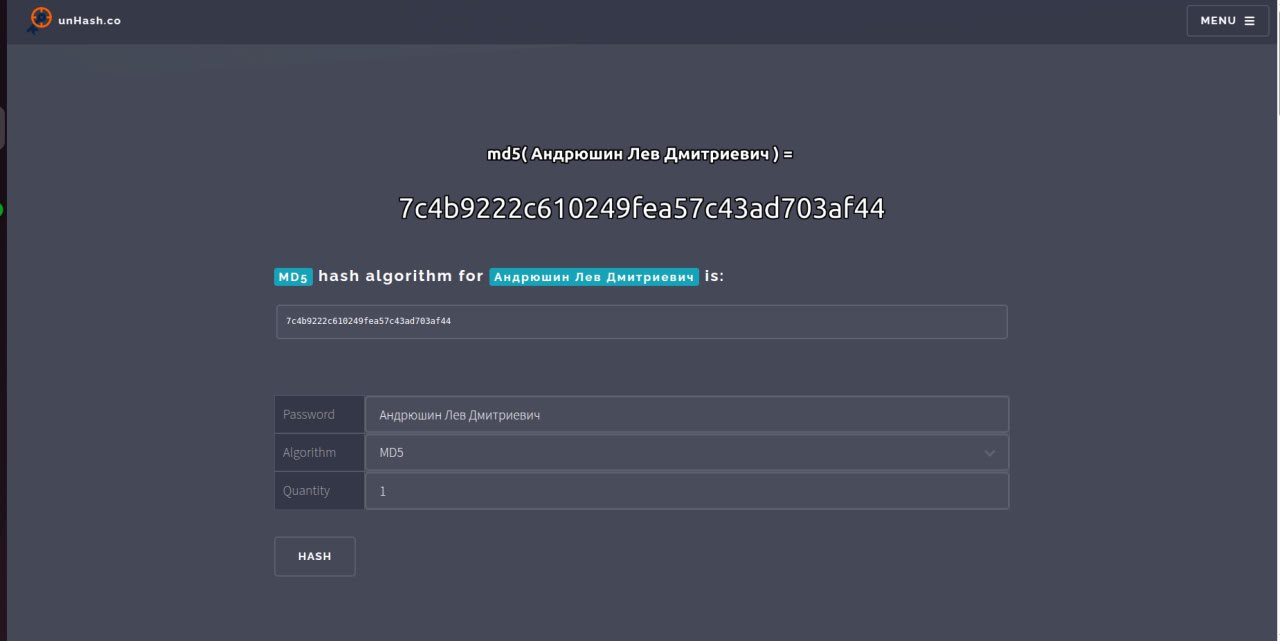 unHash.co
MENU ☰
md5( Андрюшин Лев Дмитриевич ) =
7c4b9222c610249fea57c43ad703af44
MD5 hash algorithm for Андрюшин Лев Дмитриевич is:
7c4b9222c610249fea57c43ad703af44
Password Андрюшин Лев Дмитриевич
Algorithm MD5
Quantity 1
HASH